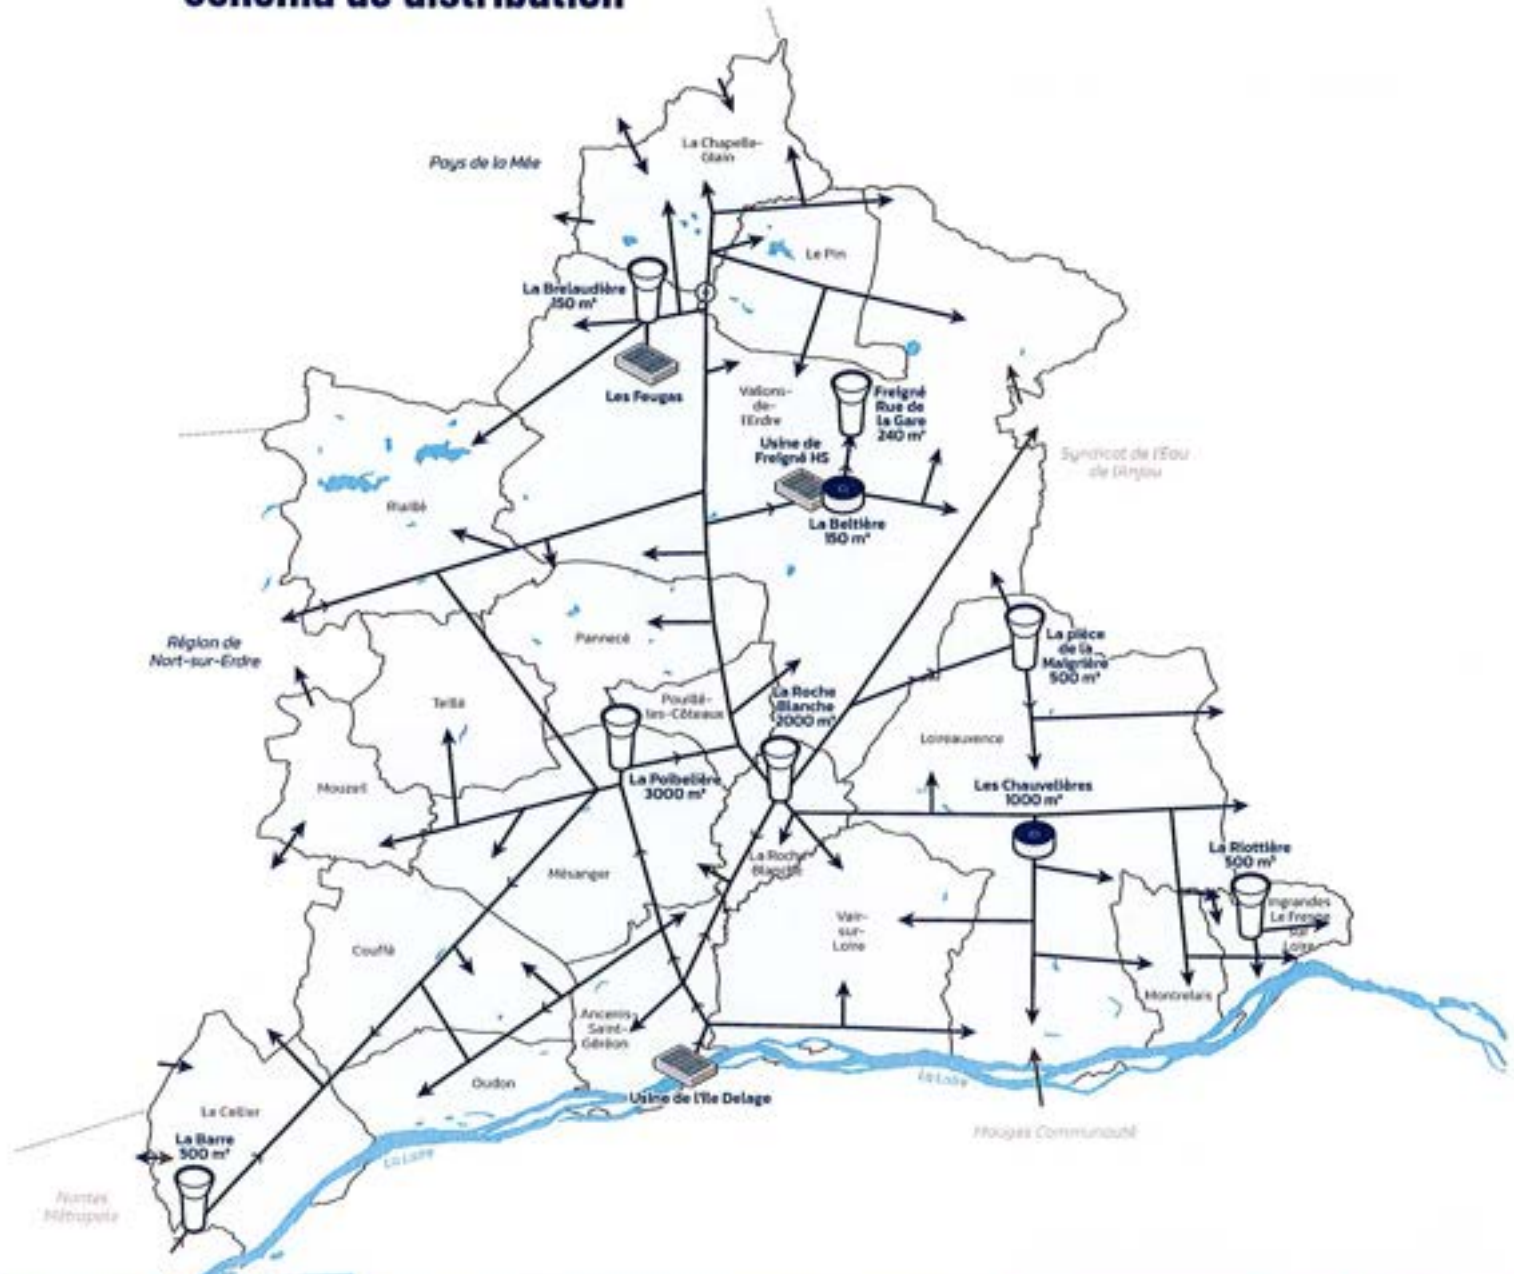 Schéma de distribution
La Chapelle-
Glain
Pays de la Mée
Le Pin
La Brelaudière
150 m³
Les Feugas
Vallons-
de-
l'Erdre
Freigné
Rue de
la Gare
240 m³
Usine de
Freigné HS
Syndicat de l'Eau
de l'Anjou
Riaillé
La Beltière
150 m³
Région de
Nort-sur-Erdre
Pannecé
La pièce
de la
Maigrière
500 m³
Teillé
Pouillé-
les-Côteaux
La Roche
Blanche
2000 m³
Loireauxence
Mouzeil
La Poibelière
3000 m³
Les Chauvelières
1000 m³
La Riottière
500 m³
Mésanger
La Roche
Blanche
Ingrandes
Le Fresne
sur
Loire
Vair-
sur-
Loire
Couffé
Montrelais
Ancenis-
Saint-
Géréon
Oudon
La Loire
Usine de l'Ile Delage
Le Cellier
Mauges Communauté
La Barre
500 m³
La Loire
Nantes
Métropole